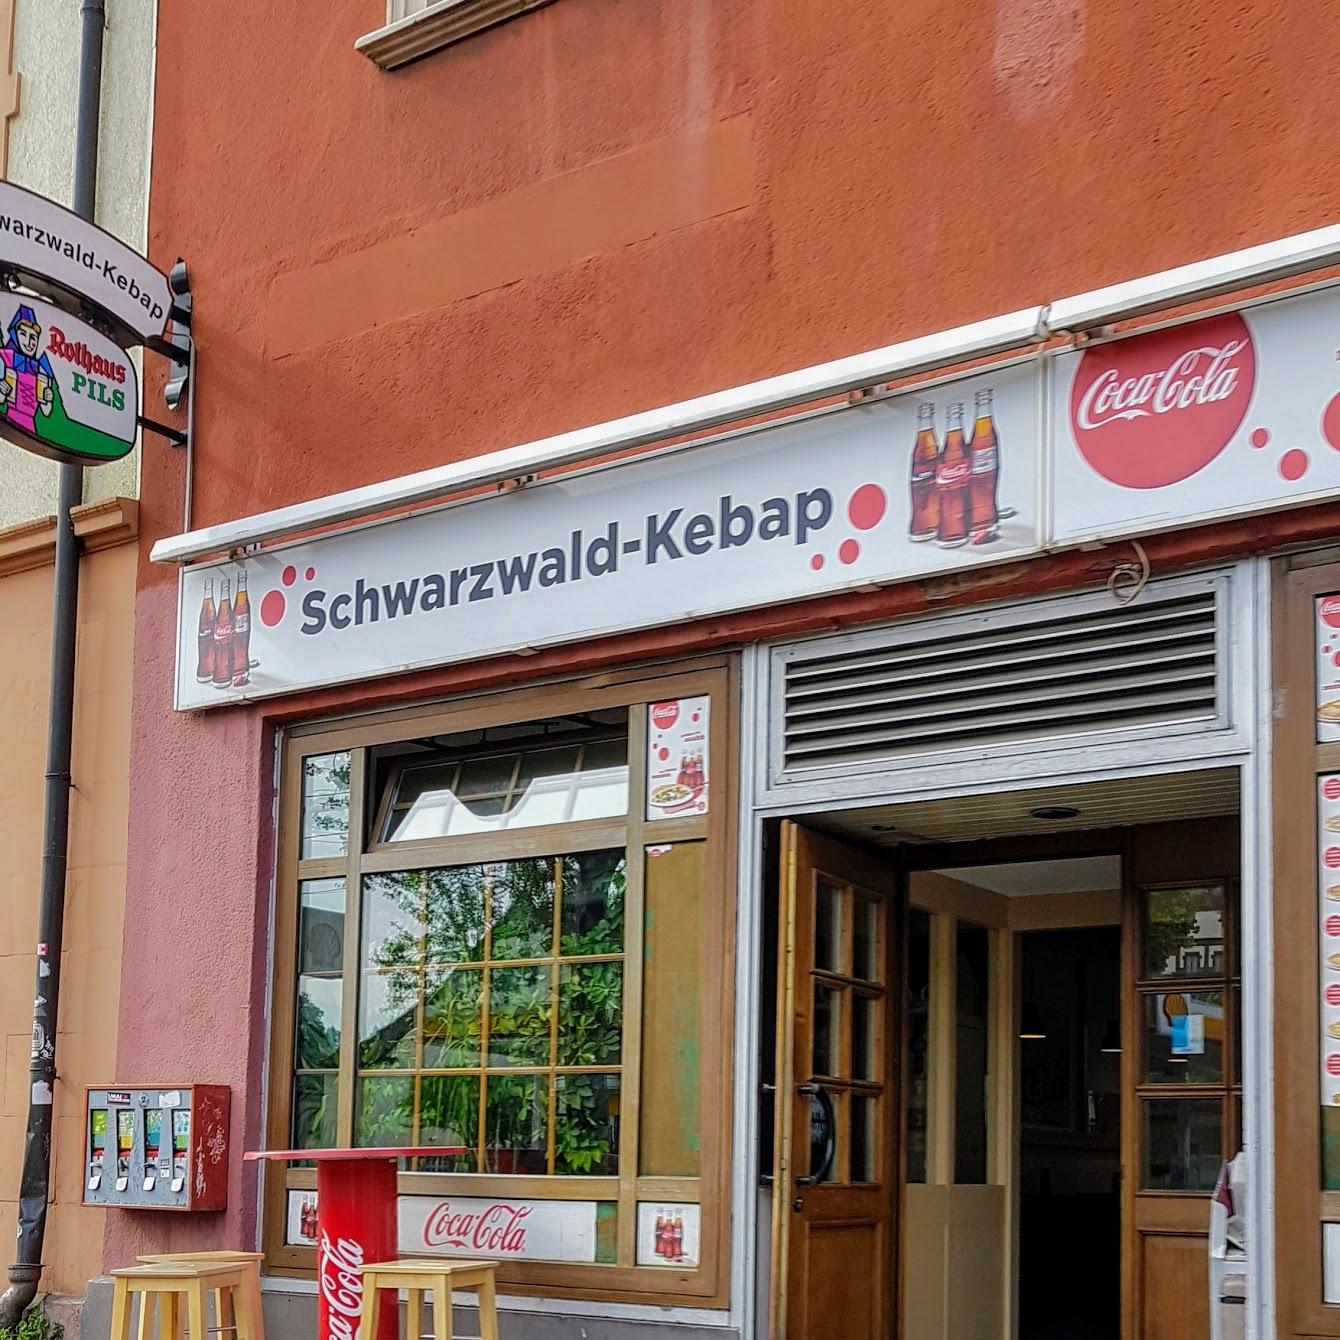 warzwald-Kebap
Rothaus
PILS
Schwarzwald-Kebap
Coca-Cola
Coca-Cola
Coca-Cola